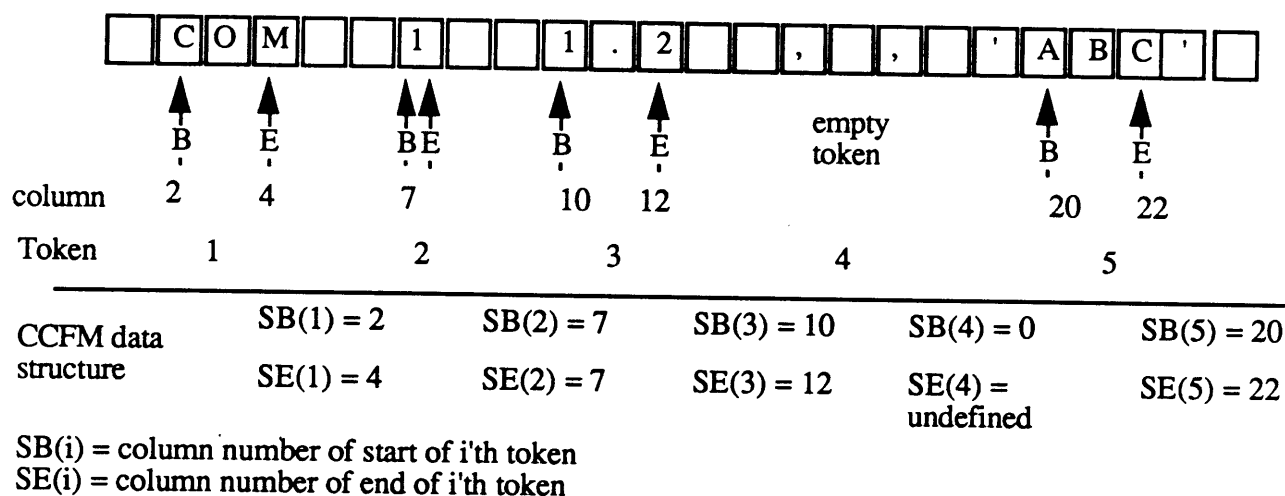 C O M 1 1 . 2 , , ' A B C '
B E B E B E empty token B E
column 2 4 7 10 12 20 22
Token 1 2 3 4 5
SB(1) = 2 SB(2) = 7 SB(3) = 10 SB(4) = 0 SB(5) = 20
CCFM data
structure
SE(1) = 4 SE(2) = 7 SE(3) = 12 SE(4) = undefined SE(5) = 22
SB(i) = column number of start of i'th token
SE(i) = column number of end of i'th token